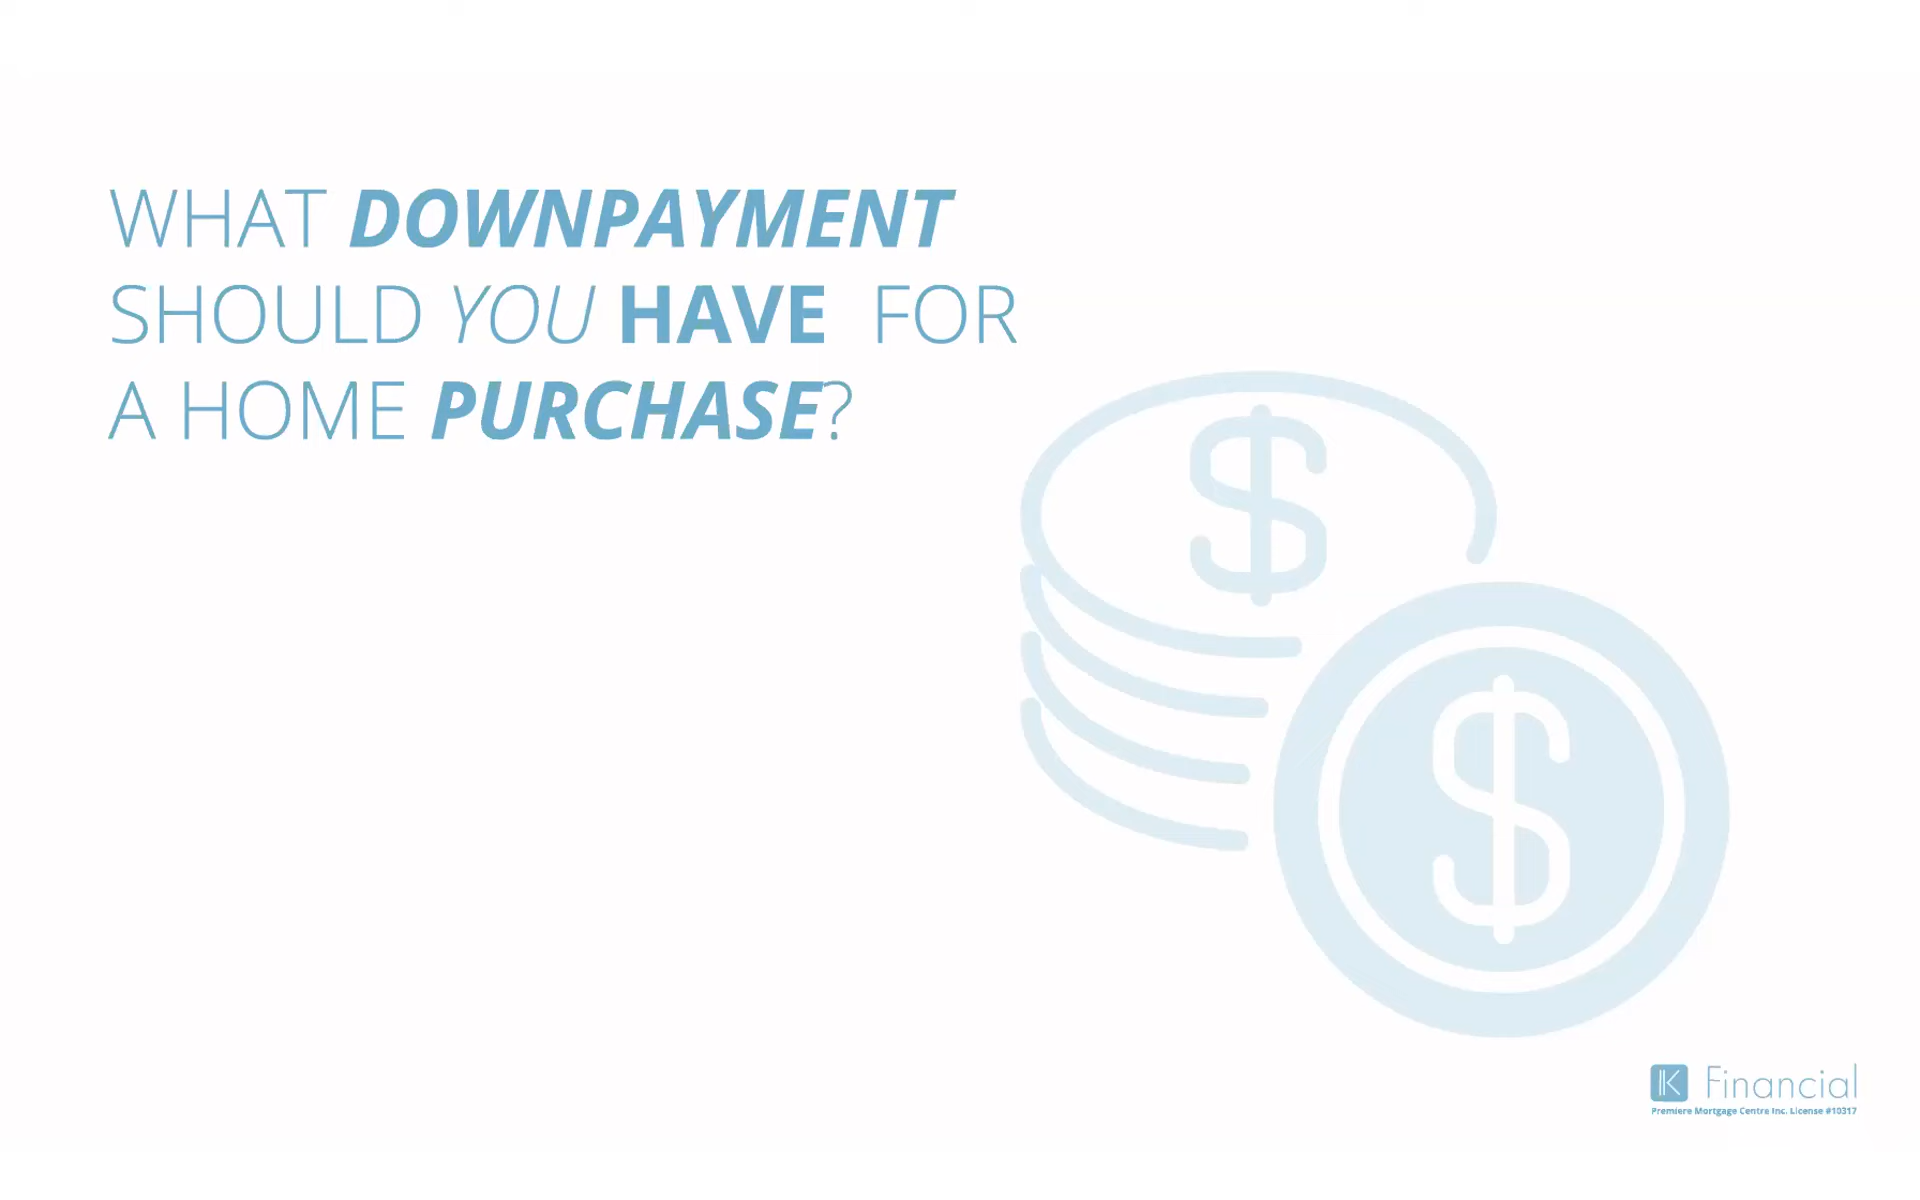 WHAT DOWNPAYMENT
SHOULD YOU HAVE FOR
A HOME PURCHASE?
$
$
K Financial
Premiere Mortgage Centre Inc. License #10317